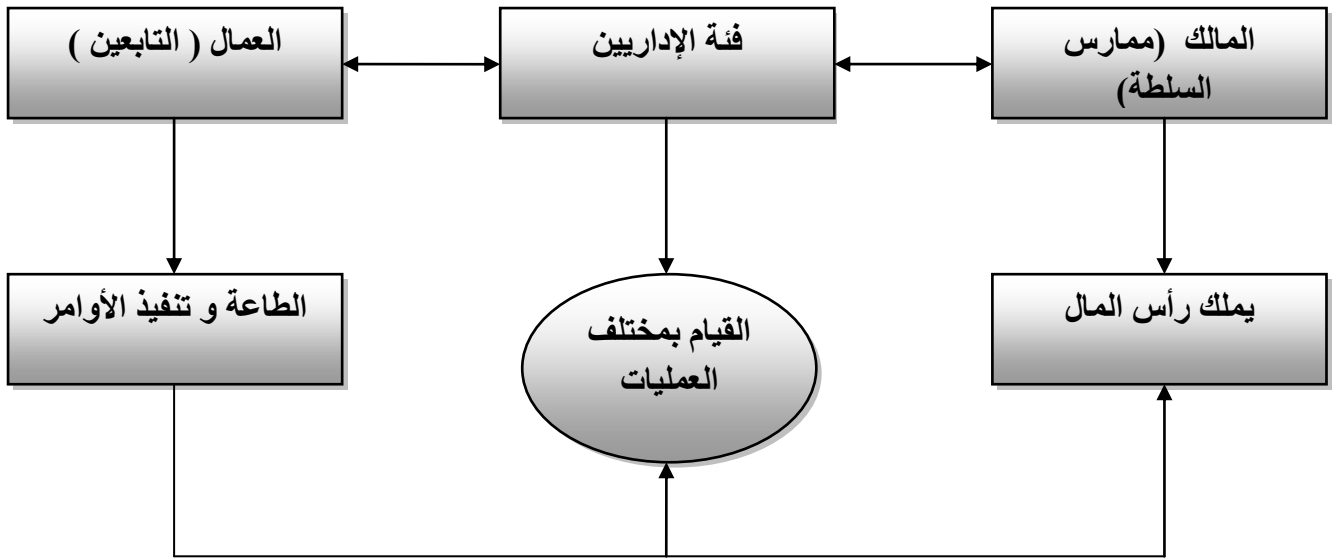 المالك (ممارس
السلطة)
فئة الإداريين
العمال ( التابعين )
يملك رأس المال
القيام بمختلف
العمليات
الطاعة و تنفيذ الأوامر